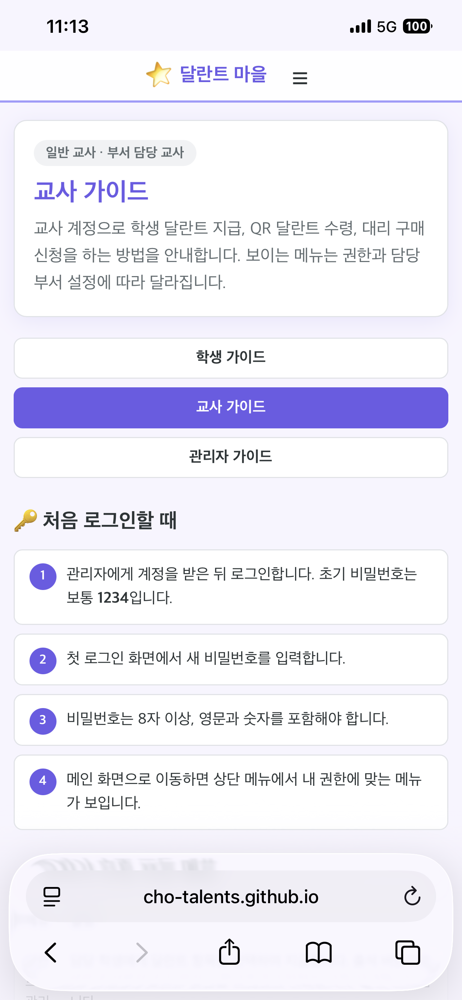 11:13
5G 100
달란트 마을
일반 교사 · 부서 담당 교사
교사 가이드
교사 계정으로 학생 달란트 지급, QR 달란트 수령, 대리 구매
신청을 하는 방법을 안내합니다. 보이는 메뉴는 권한과 담당
부서 설정에 따라 달라집니다.
학생 가이드
교사 가이드
관리자 가이드
처음 로그인할 때
1 관리자에게 계정을 받은 뒤 로그인합니다. 초기 비밀번호는
보통 1234입니다.
2 첫 로그인 화면에서 새 비밀번호를 입력합니다.
3 비밀번호는 8자 이상, 영문과 숫자를 포함해야 합니다.
4 메인 화면으로 이동하면 상단 메뉴에서 내 권한에 맞는 메뉴
가 보입니다.
cho-talents.github.io